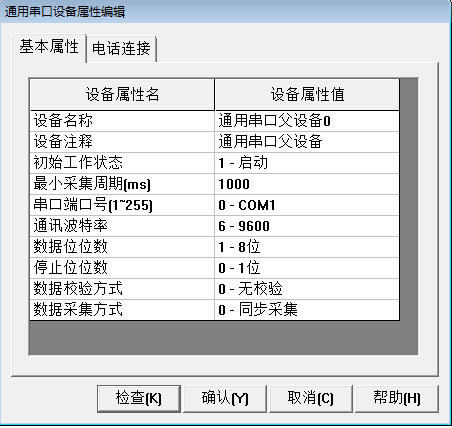 通用串口设备属性编辑
基本属性 电话连接
设备属性名 设备属性值
设备名称 通用串口父设备0
设备注释 通用串口父设备
初始工作状态 1 - 启动
最小采集周期(ms) 1000
串口端口号(1~255) 0 - COM1
通讯波特率 6 - 9600
数据位位数 1 - 8位
停止位位数 0 - 1位
数据校验方式 0 - 无校验
数据采集方式 0 - 同步采集
检查(K) 确认(Y) 取消(C) 帮助(H)